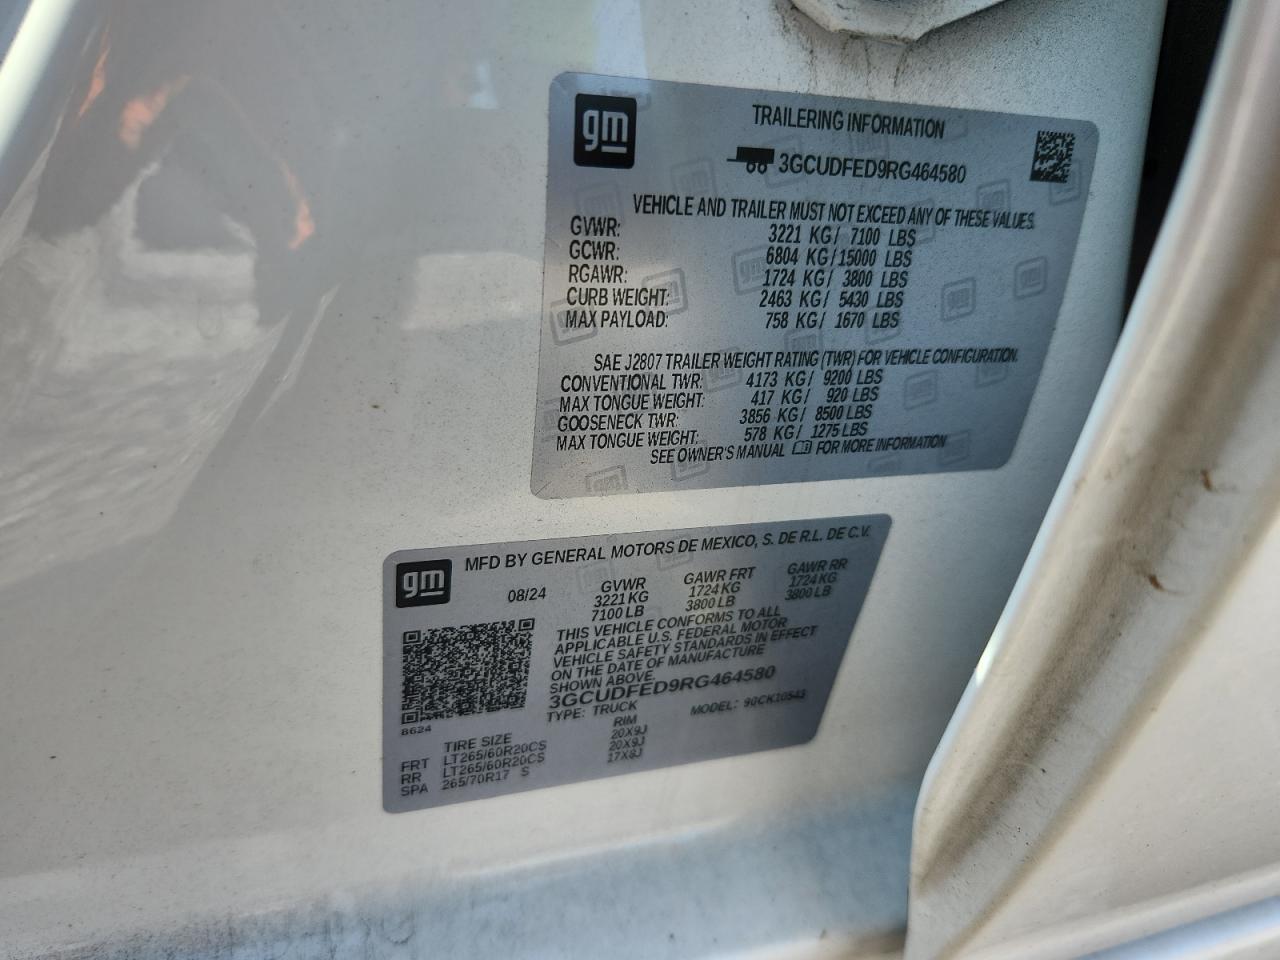 gm
TRAILERING INFORMATION
3GCUDFED9RG464580
VEHICLE AND TRAILER MUST NOT EXCEED ANY OF THESE VALUES.
GVWR: 3221 KG/ 7100 LBS
GCWR: 6804 KG/15000 LBS
RGAWR: 1724 KG/ 3800 LBS
CURB WEIGHT: 2463 KG/ 5430 LBS
MAX PAYLOAD: 758 KG/ 1670 LBS
SAE J2807 TRAILER WEIGHT RATING (TWR) FOR VEHICLE CONFIGURATION.
CONVENTIONAL TWR: 4173 KG/ 9200 LBS
MAX TONGUE WEIGHT: 417 KG/ 920 LBS
GOOSENECK TWR: 3856 KG/ 8500 LBS
MAX TONGUE WEIGHT: 578 KG/ 1275 LBS
SEE OWNER'S MANUAL FOR MORE INFORMATION
gm
MFD BY GENERAL MOTORS DE MEXICO, S. DE R.L. DE C.V.
08/24 GVWR GAWR FRT GAWR RR
3221 KG 1724 KG 1724 KG
7100 LB 3800 LB 3800 LB
THIS VEHICLE CONFORMS TO ALL
APPLICABLE U.S. FEDERAL MOTOR
VEHICLE SAFETY STANDARDS IN EFFECT
ON THE DATE OF MANUFACTURE
SHOWN ABOVE.
3GCUDFED9RG464580
TYPE: TRUCK MODEL: 90CK10543
8624
TIRE SIZE RIM
FRT LT265/60R20CS 20X9J
RR LT265/60R20CS 20X9J
SPA 265/70R17 S 17X8J